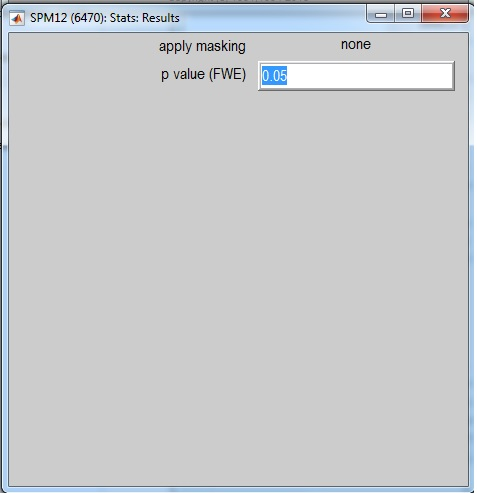 SPM12 (6470): Stats: Results
apply masking none
p value (FWE) 0.05